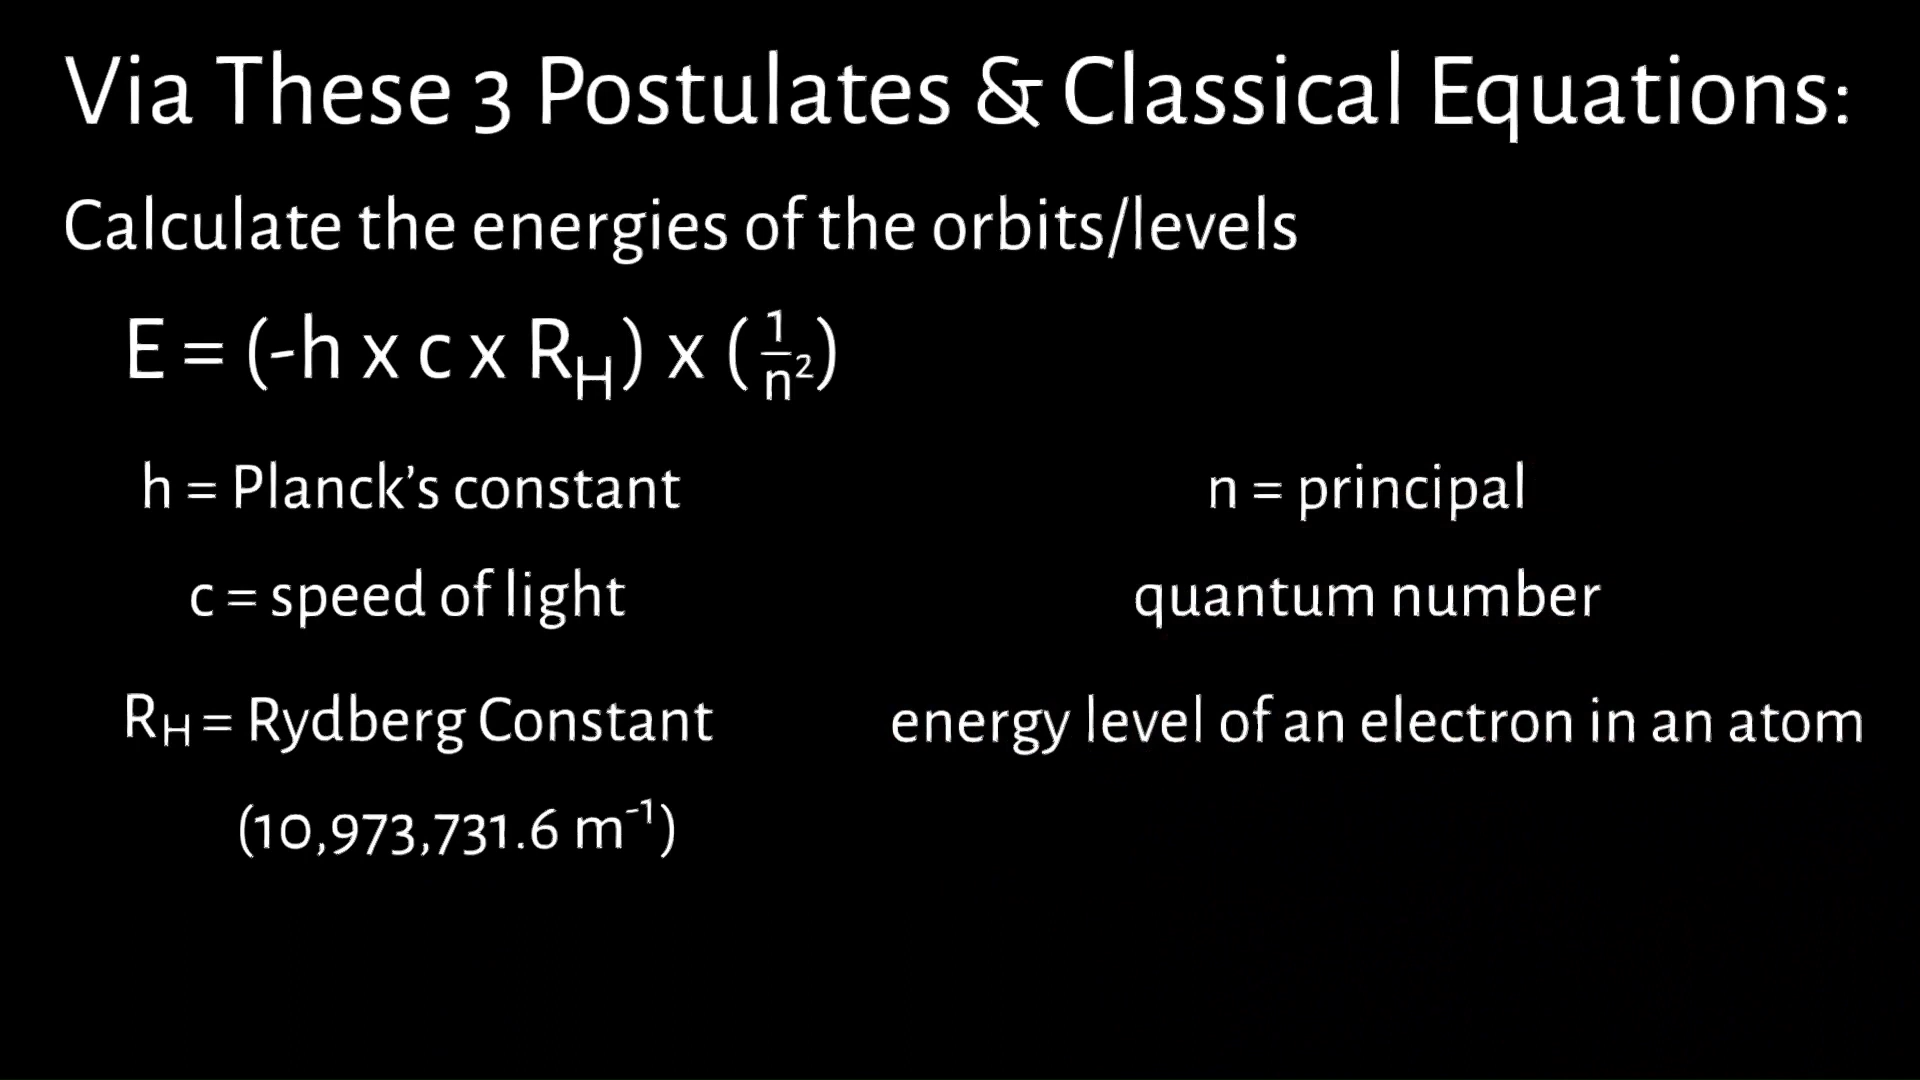 Via These 3 Postulates & Classical Equations:
Calculate the energies of the orbits/levels
E = (-h x c x R_H) x (1/n²)
h = Planck’s constant
c = speed of light
R_H = Rydberg Constant
(10,973,731.6 m⁻¹)
n = principal
quantum number
energy level of an electron in an atom